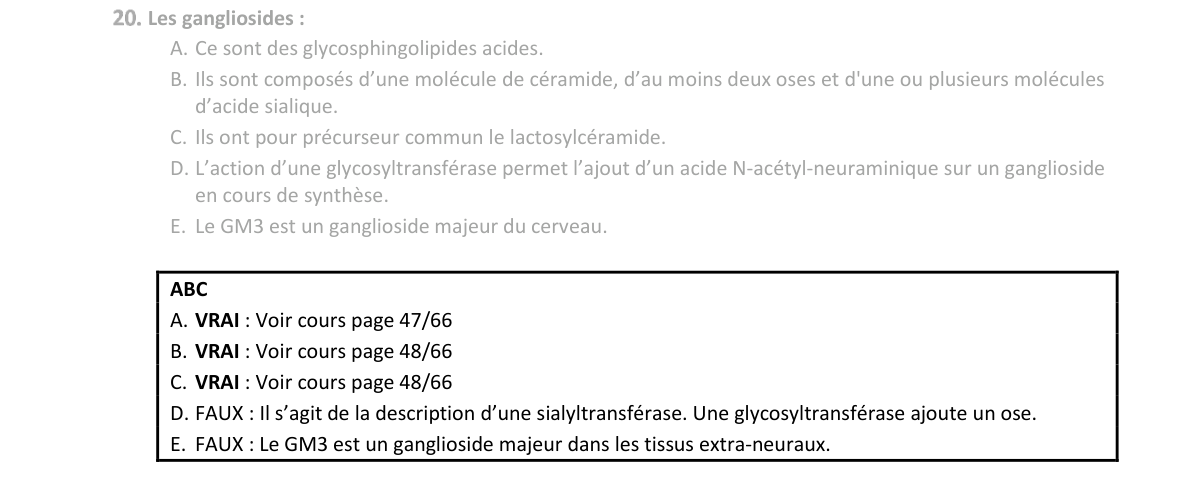 20. Les gangliosides :
A. Ce sont des glycosphingolipides acides.
B. Ils sont composés d’une molécule de céramide, d’au moins deux oses et d'une ou plusieurs molécules
d’acide sialique.
C. Ils ont pour précurseur commun le lactosylcéramide.
D. L’action d’une glycosyltransférase permet l’ajout d’un acide N-acétyl-neuraminique sur un ganglioside
en cours de synthèse.
E. Le GM3 est un ganglioside majeur du cerveau.
ABC
A. VRAI : Voir cours page 47/66
B. VRAI : Voir cours page 48/66
C. VRAI : Voir cours page 48/66
D. FAUX : Il s’agit de la description d’une sialyltransférase. Une glycosyltransférase ajoute un ose.
E. FAUX : Le GM3 est un ganglioside majeur dans les tissus extra-neuraux.